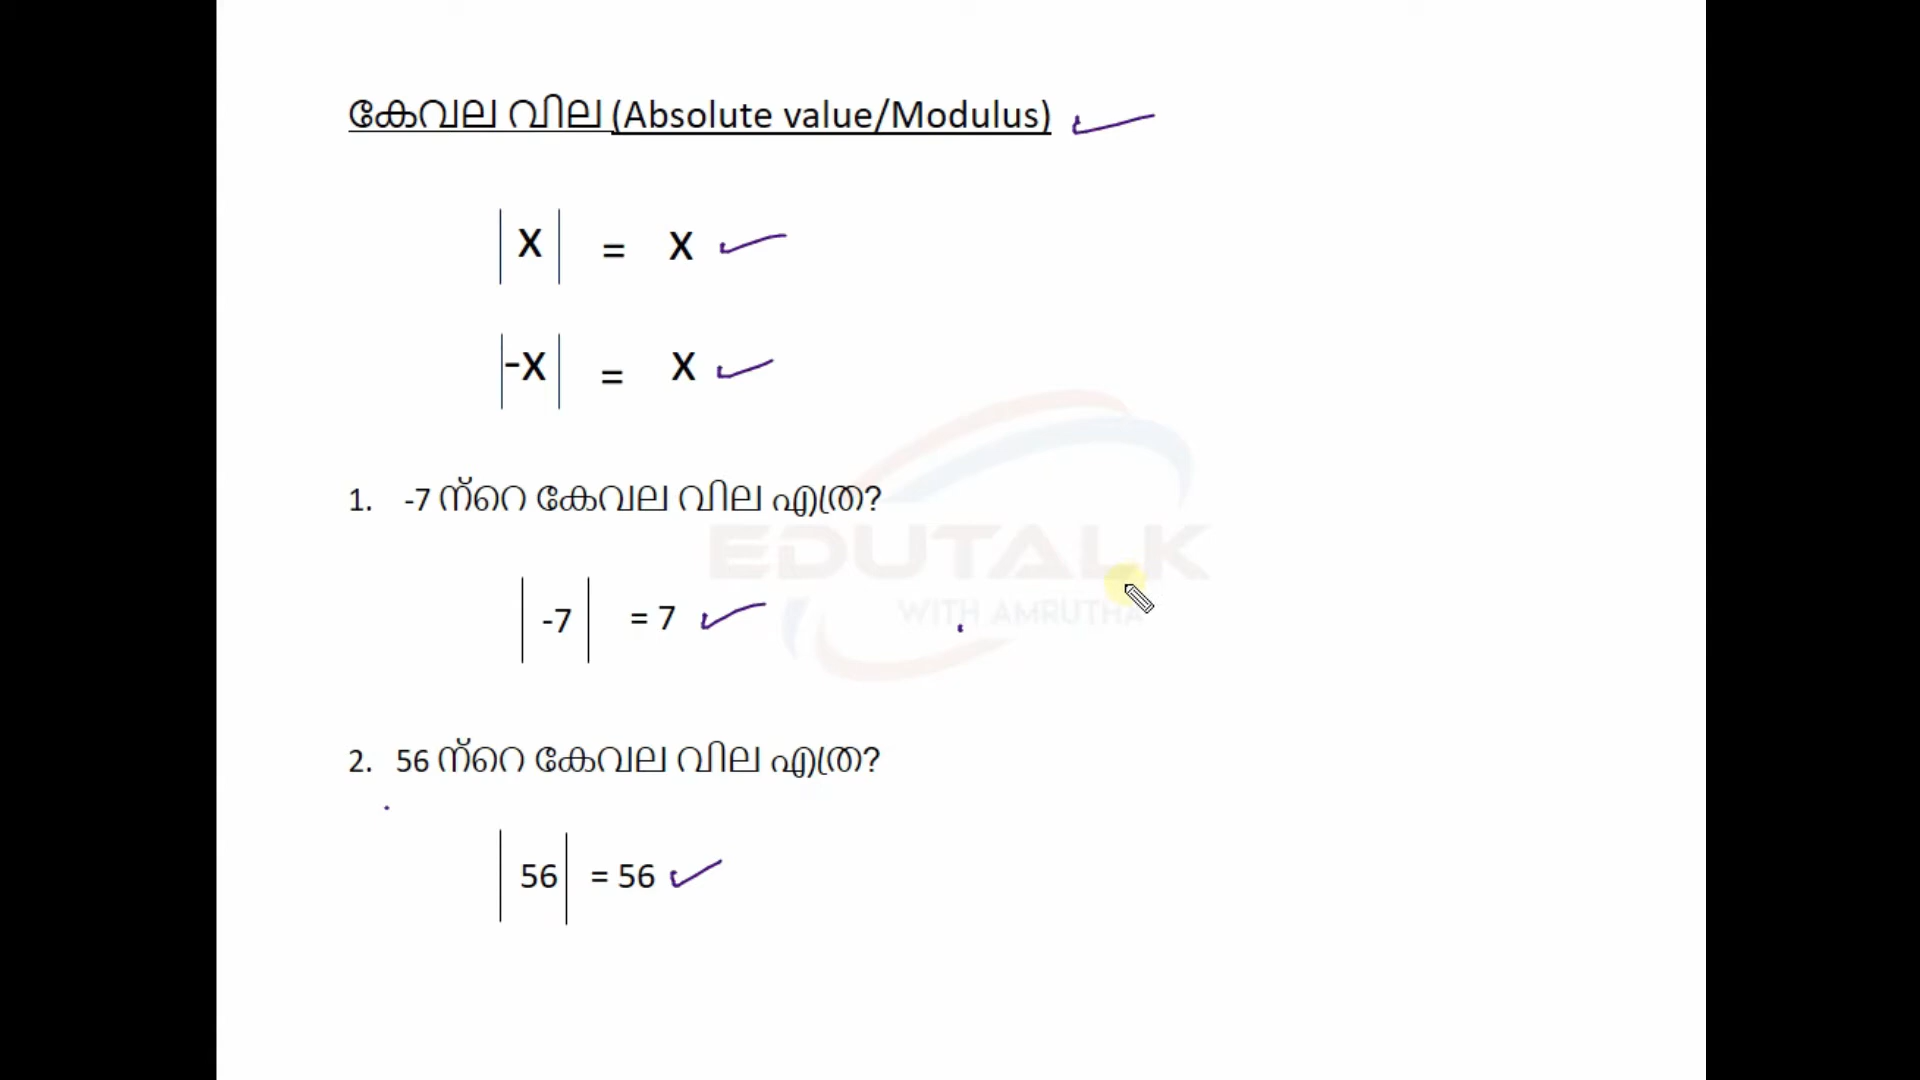 കേവല വില (Absolute value/Modulus)
|x| = x
|-x| = x
1. -7 ന്റെ കേവല വില എത്ര?
EDUTALK
WITH AMRUTHA
|-7| = 7
2. 56 ന്റെ കേവല വില എത്ര?
|56| = 56